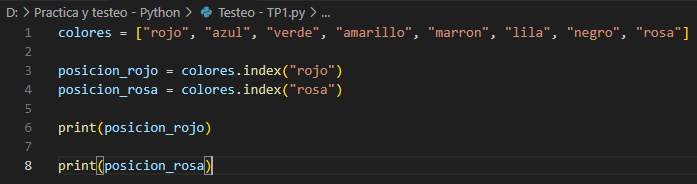 D: > Practica y testeo - Python > Testeo - TP1.py > ...
1 colores = ["rojo", "azul", "verde", "amarillo", "marron", "lila", "negro", "rosa"]
2
3 posicion_rojo = colores.index("rojo")
4 posicion_rosa = colores.index("rosa")
5
6 print(posicion_rojo)
7
8 print(posicion_rosa)